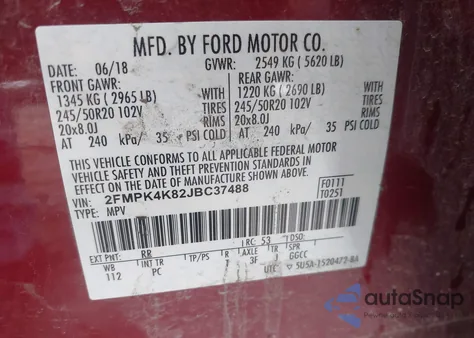 MFD. BY FORD MOTOR CO.
DATE: 06/18 GVWR: 2549 KG ( 5620 LB)
FRONT GAWR: REAR GAWR:
1345 KG ( 2965 LB) 1220 KG ( 2690 LB)
245/50R20 102V TIRES 245/50R20 102V TIRES
20x8.0J RIMS 20x8.0J RIMS
AT 240 kPa/ 35 PSI COLD AT 240 kPa/ 35 PSI COLD
THIS VEHICLE CONFORMS TO ALL APPLICABLE FEDERAL MOTOR
VEHICLE SAFETY AND THEFT PREVENTION STANDARDS IN
EFFECT ON THE DATE OF MANUFACTURE SHOWN ABOVE.
VIN: 2FMPK4K82JBC37488 F0111
TYPE: MPV T0251
EXT PNT: RR RC: 53 DSO:
WB INT TR TP/PS R AXLE TR SPR
112 PC 3F GGCC
UTC 5U5A-1520472-BA
autoSnap